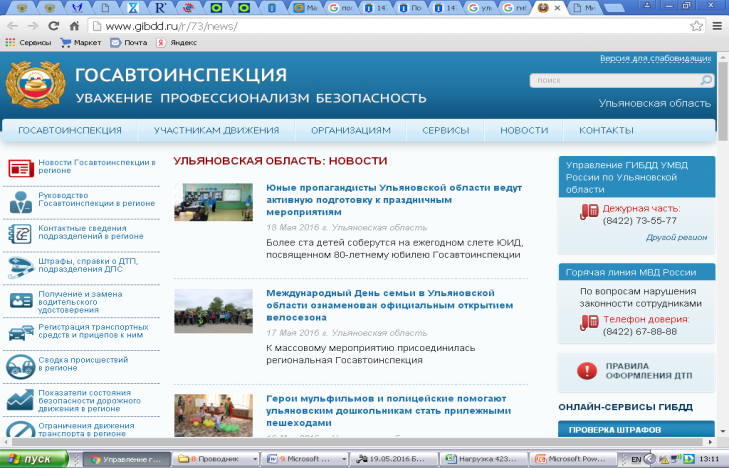 www.gibdd.ru/r/73/news/
Сервисы Маркет Почта Яндекс
Версия для слабовидящих
ГОСАВТОИНСПЕКЦИЯ
поиск
УВАЖЕНИЕ ПРОФЕССИОНАЛИЗМ БЕЗОПАСНОСТЬ
Ульяновская область
ГОСАВТОИНСПЕКЦИЯ УЧАСТНИКАМ ДВИЖЕНИЯ ОРГАНИЗАЦИЯМ СЕРВИСЫ НОВОСТИ КОНТАКТЫ
Новости Госавтоинспекции в
регионе
Руководство
Госавтоинспекции в регионе
Контактные сведения
подразделений в регионе
Штрафы, справки о ДТП,
подразделения ДПС
Получение и замена
водительского
удостоверения
Регистрация транспортных
средств и прицепов к ним
Сводка происшествий
в регионе
Показатели состояния
безопасности дорожного
движения в регионе
Ограничения движения
транспорта в регионе
УЛЬЯНОВСКАЯ ОБЛАСТЬ: НОВОСТИ
Юные пропагандисты Ульяновской области ведут
активную подготовку к праздничным
мероприятиям
18 Мая 2016 г. Ульяновская область
Более ста детей соберутся на ежегодном слете ЮИД,
посвященном 80-летнему юбилею Госавтоинспекции
Международный День семьи в Ульяновской
области ознаменован официальным открытием
велосезона
17 Мая 2016 г. Ульяновская область
К массовому мероприятию присоединилась
региональная Госавтоинспекция
Герои мульфильмов и полицейские помогают
ульяновским дошкольникам стать прилежными
пешеходами
Управление ГИБДД УМВД
России по Ульяновской
области
Дежурная часть:
(8422) 73-55-77
Другой регион
Горячая линия МВД России
По вопросам нарушения
законности сотрудниками
Телефон доверия:
(8422) 67-88-88
ПРАВИЛА
ОФОРМЛЕНИЯ ДТП
ОНЛАЙН-СЕРВИСЫ ГИБДД
ПРОВЕРКА ШТРАФОВ
пуск Управление г... 8 Проводник 9 Microsoft ... 19.05.2016 Б... Нагрузка 423... Microsoft Pow... EN 13:11